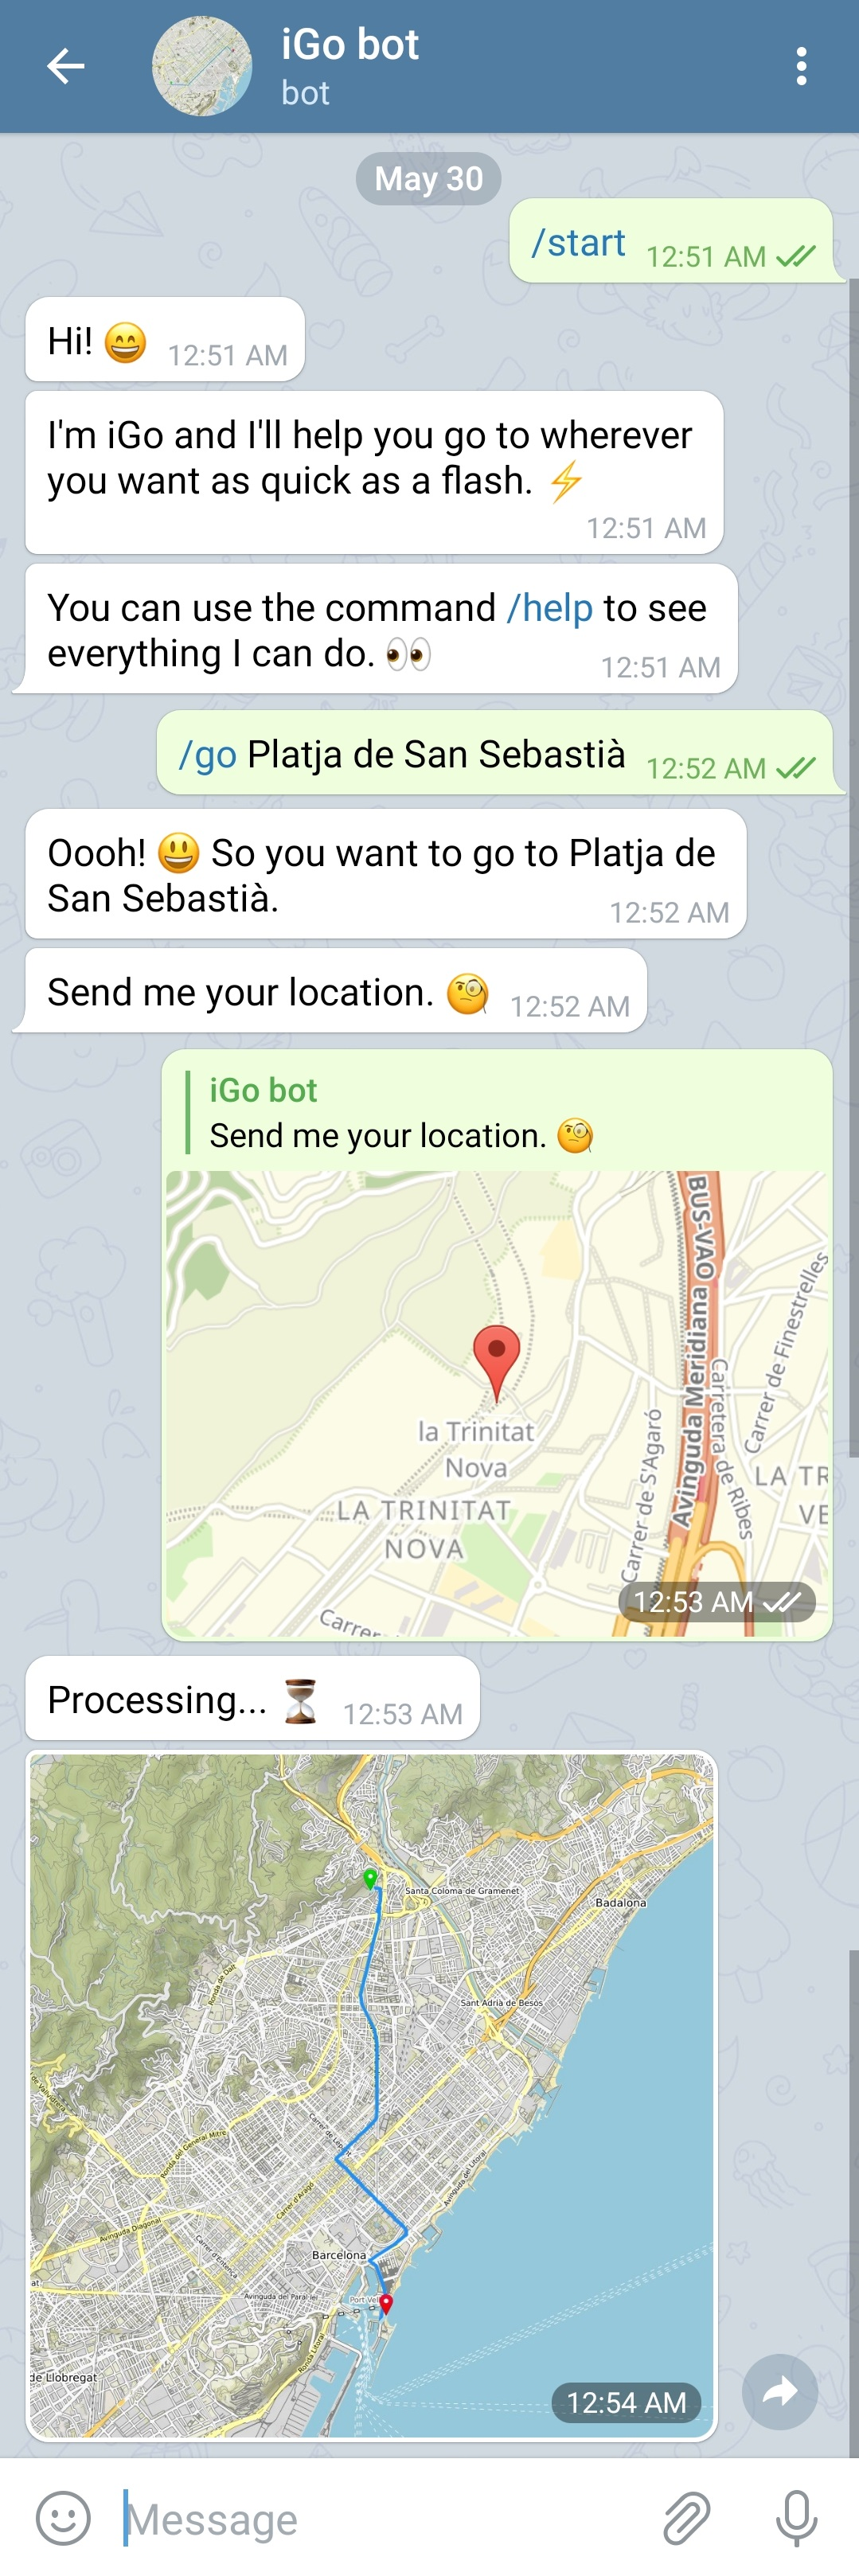 iGo bot
bot
May 30
/start 12:51 AM
Hi! 😄 12:51 AM
I'm iGo and I'll help you go to wherever
you want as quick as a flash. ⚡
12:51 AM
You can use the command /help to see
everything I can do. 👀 12:51 AM
/go Platja de San Sebastià 12:52 AM
Oooh! 😃 So you want to go to Platja de
San Sebastià. 12:52 AM
Send me your location. 🧐 12:52 AM
iGo bot
Send me your location. 🧐
BUS-VAO
Avinguda Meridiana
Carrer de Finestrelles
Carretera de Ribes
Carrer de S'Agaró
la Trinitat
Nova
LA TRINITAT
NOVA
LA TR
VE
Carrer
12:53 AM
Processing... ⏳ 12:53 AM
Santa Coloma de Gramenet
Badalona
Ronda de Dalt
Sant Adrià de Besòs
de Vallvidrera
Ronda del General Mitre
Carrer de Lepant
Carrer d'Aragó
Avinguda del Litoral
Avinguda Diagonal
Carrer d'Entença
Barcelona
at
Avinguda del Paral·lel
Port Vell
Ronda Litoral
de Llobregat
12:54 AM
Message